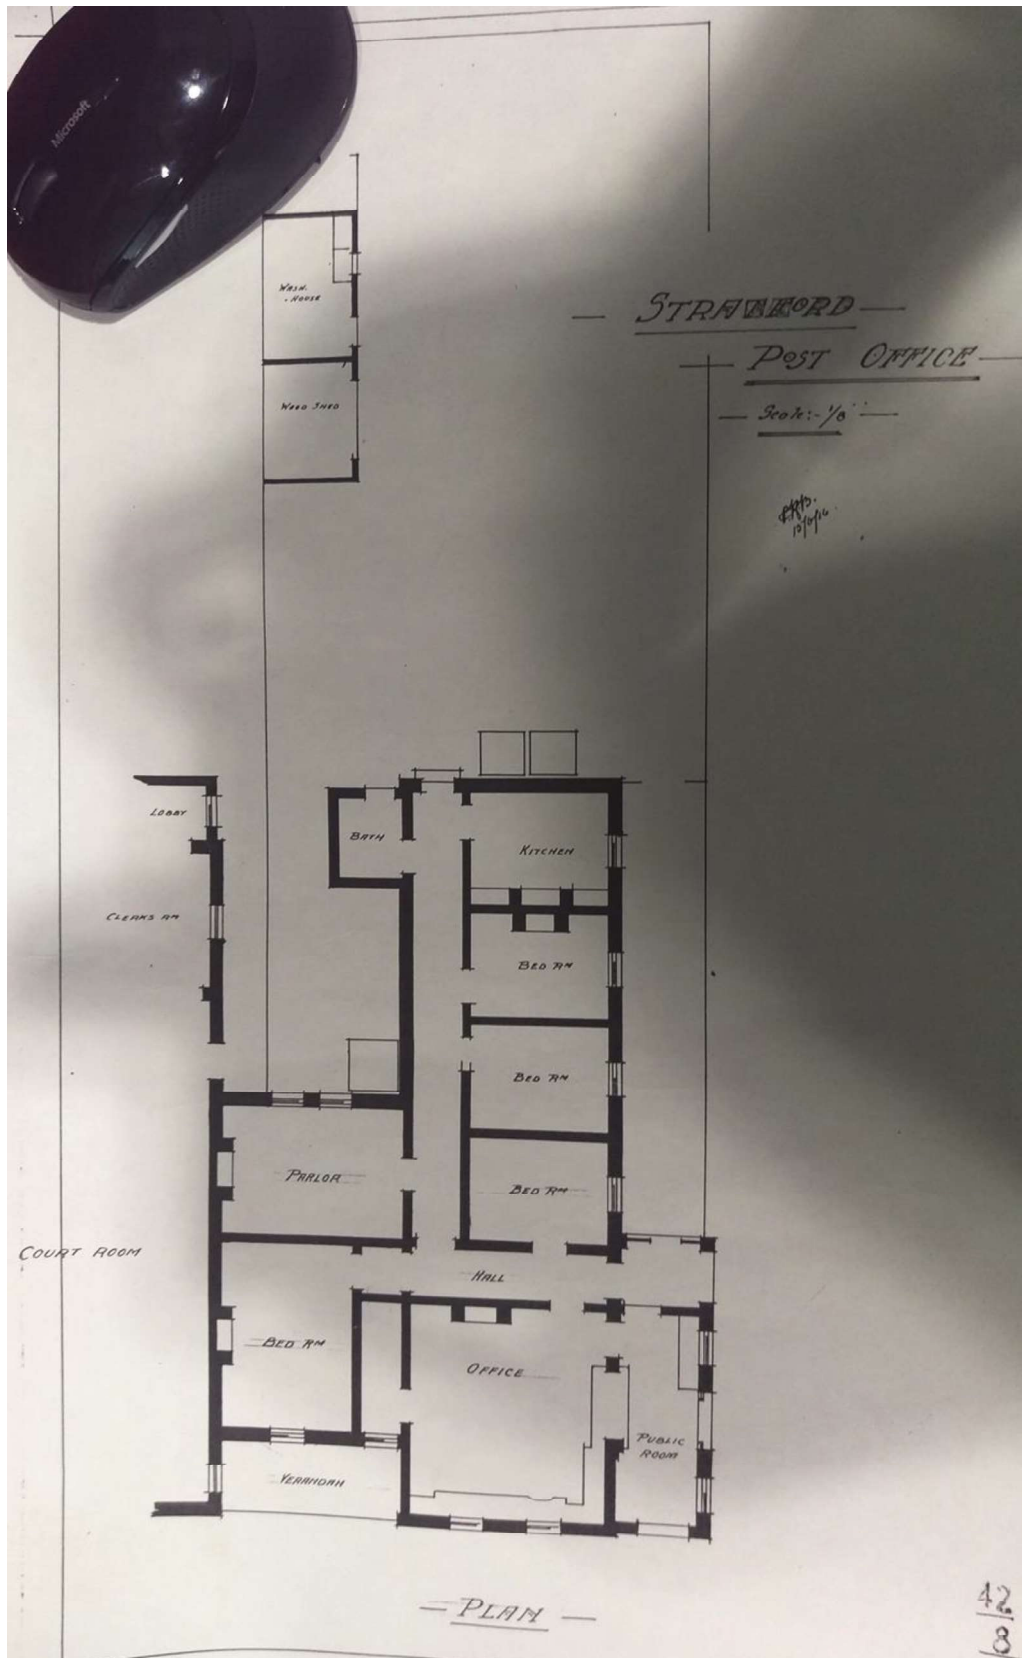 Microsoft
WASH.
HOUSE
WOOD SHED
STRATFORD
POST OFFICE
Scale:- 1/8"
LOBBY
BATH
KITCHEN
CLERKS RM
BED RM
BED RM
PARLOR
BED RM
COURT ROOM
HALL
BED RM
OFFICE
PUBLIC
ROOM
VERANDAH
PLAN
42
8